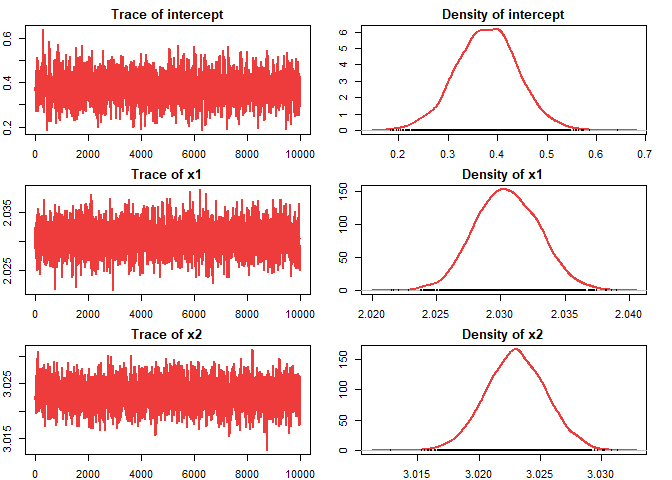 Trace of intercept
0.2 0.4 0.6
0 2000 4000 6000 8000 10000
Density of intercept
0 1 2 3 4 5 6
0.2 0.3 0.4 0.5 0.6 0.7
Trace of x1
2.025 2.035
0 2000 4000 6000 8000 10000
Density of x1
0 50 100 150
2.020 2.025 2.030 2.035 2.040
Trace of x2
3.015 3.025
0 2000 4000 6000 8000 10000
Density of x2
0 50 100 150
3.015 3.020 3.025 3.030